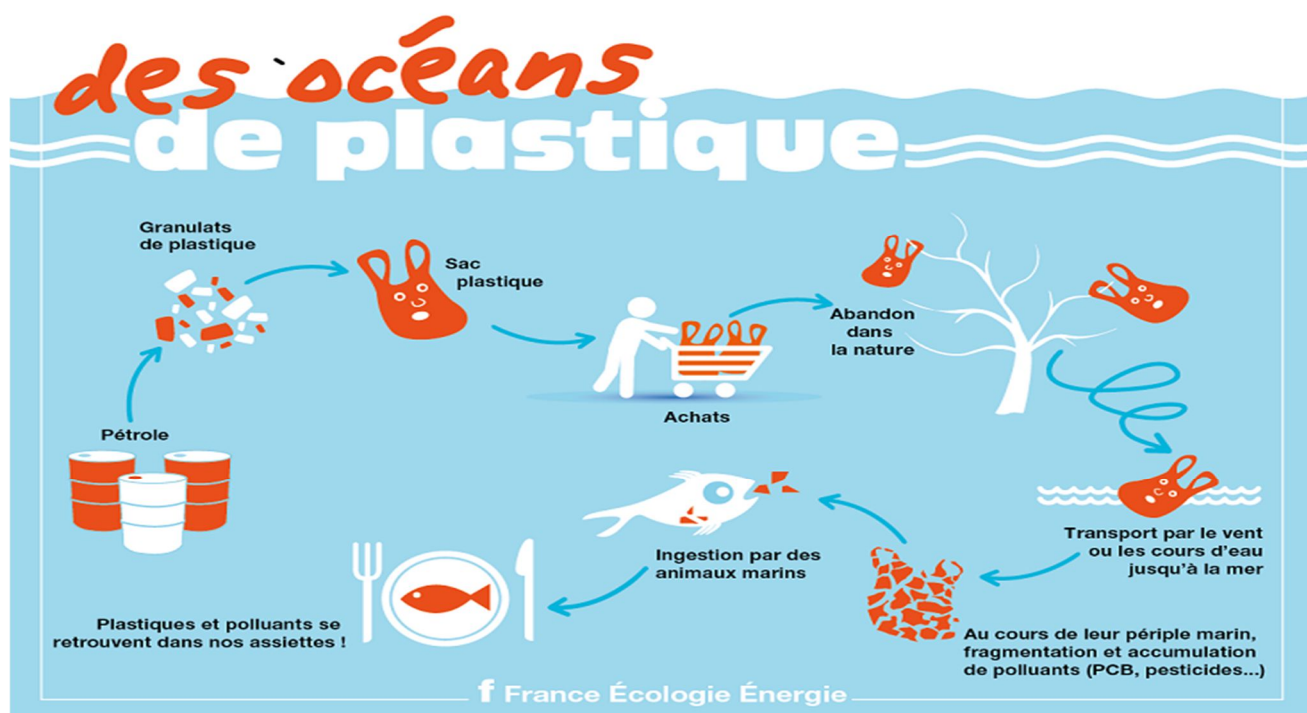 des océans
de plastique
Granulats
de plastique
Sac
plastique
Abandon
dans
la nature
Achats
Pétrole
Transport par le vent
ou les cours d'eau
jusqu'à la mer
Ingestion par des
animaux marins
Au cours de leur périple marin,
fragmentation et accumulation
de polluants (PCB, pesticides...)
Plastiques et polluants se
retrouvent dans nos assiettes !
f France Écologie Énergie